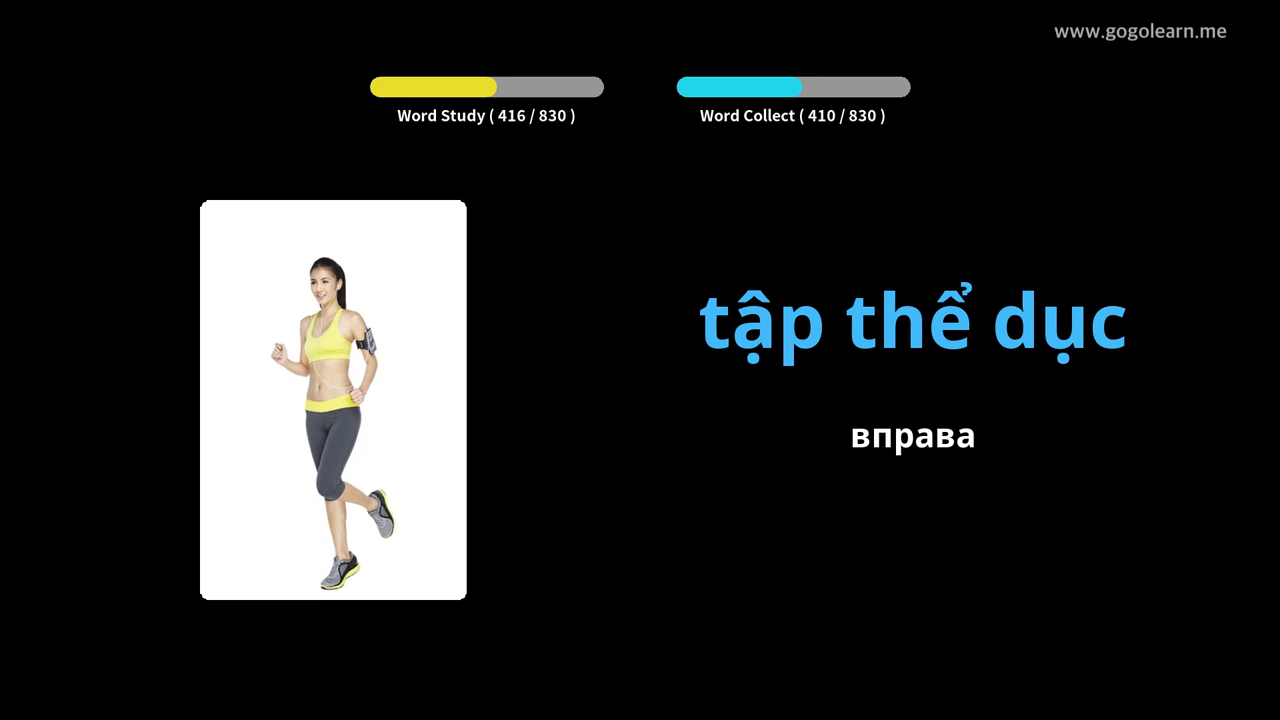 www.gogolearn.me
Word Study ( 416 / 830 )
Word Collect ( 410 / 830 )
tập thể dục
вправа